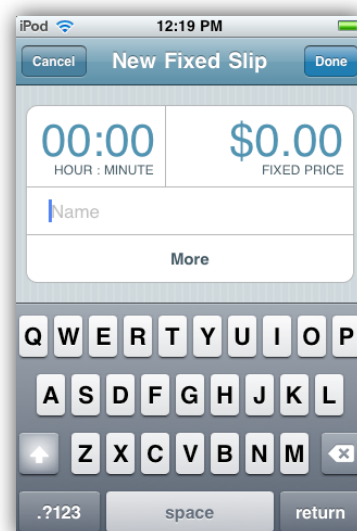 iPod 12:19 PM
Cancel New Fixed Slip Done
00:00 $0.00
HOUR : MINUTE FIXED PRICE
Name
More
Q W E R T Y U I O P
A S D F G H J K L
Z X C V B N M
.?123 space return